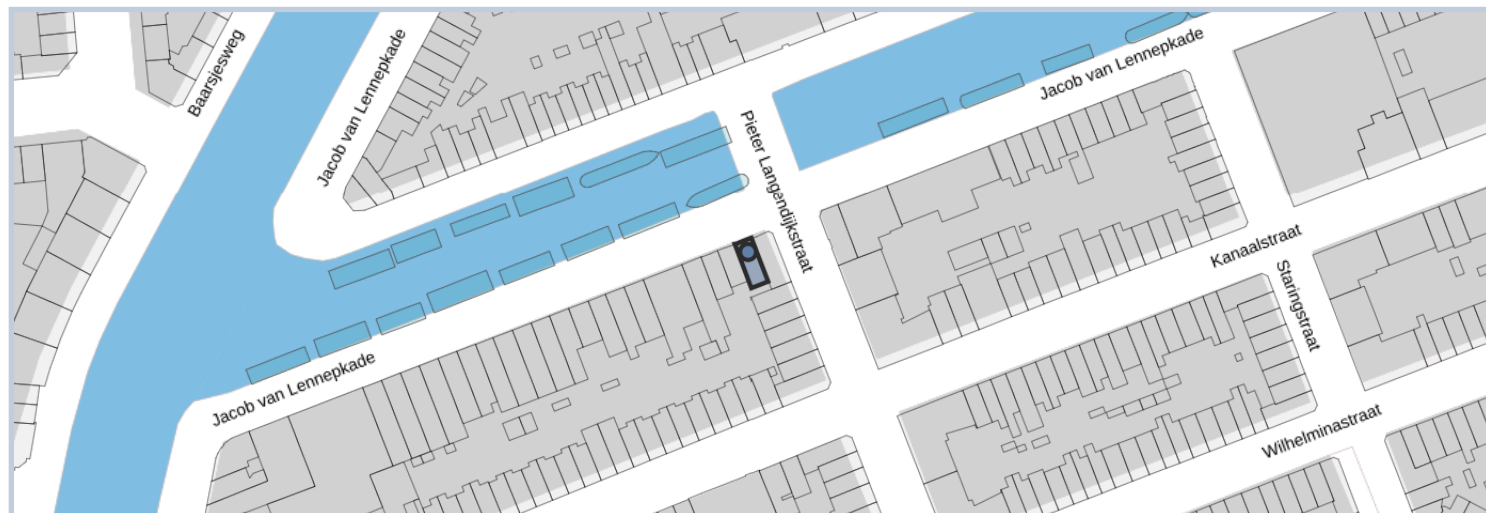 Baarsjesweg
Jacob van Lennepkade
Jacob van Lennepkade
Pieter Langendijkstraat
Kanaalstraat
Staringstraat
Jacob van Lennepkade
Wilhelminastraat